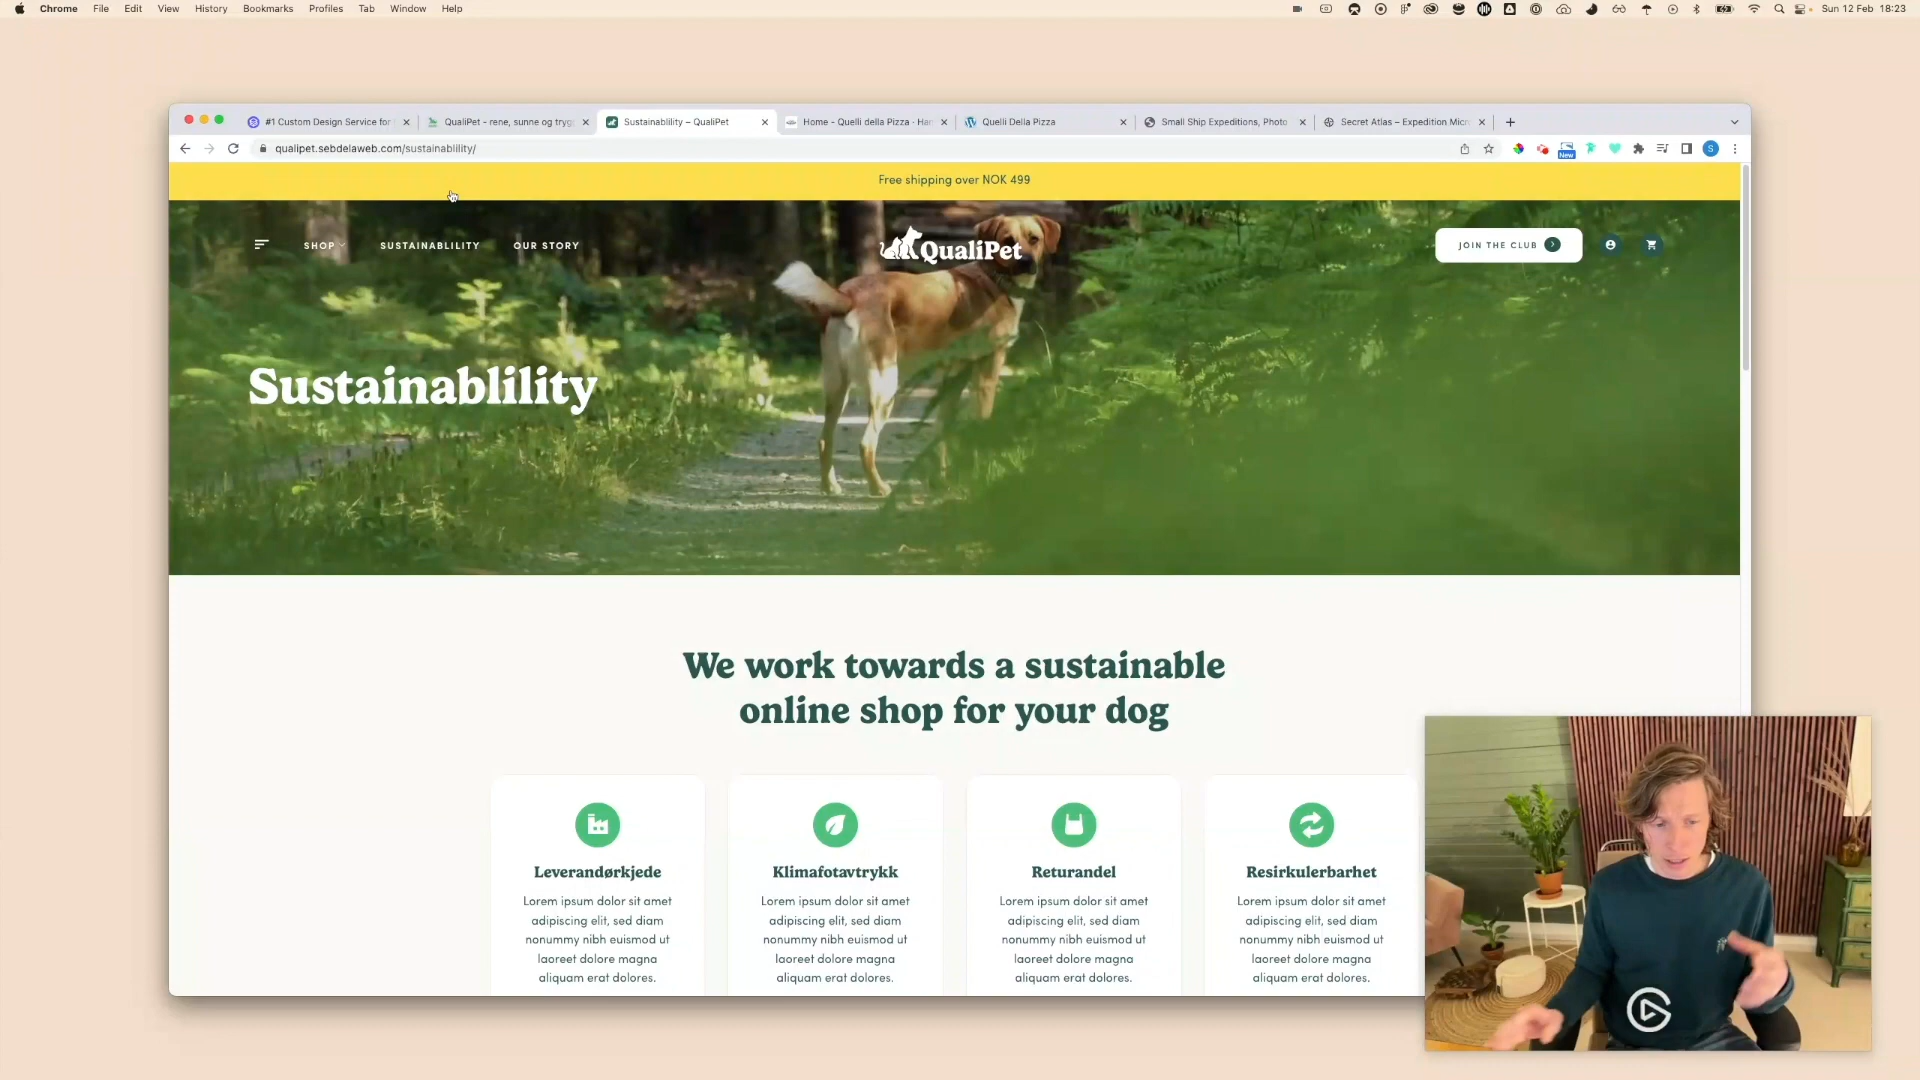 Chrome File Edit View History Bookmarks Profiles Tab Window Help
Sun 12 Feb 18:23
#1 Custom Design Service for
QualiPet - rene, sunne og tryg
Sustainablility – QualiPet
Home - Quelli della Pizza - Har
Quelli Della Pizza
Small Ship Expeditions, Photo
Secret Atlas – Expedition Micr
qualipet.sebdelaweb.com/sustainablility/
New
S
Free shipping over NOK 499
SHOP
SUSTAINABLILITY
OUR STORY
QualiPet
JOIN THE CLUB
Sustainablility
We work towards a sustainable
online shop for your dog
Leverandørkjede
Lorem ipsum dolor sit amet
adipiscing elit, sed diam
nonummy nibh euismod ut
laoreet dolore magna
aliquam erat dolores.
Klimafotavtrykk
Lorem ipsum dolor sit amet
adipiscing elit, sed diam
nonummy nibh euismod ut
laoreet dolore magna
aliquam erat dolores.
Returandel
Lorem ipsum dolor sit amet
adipiscing elit, sed diam
nonummy nibh euismod ut
laoreet dolore magna
aliquam erat dolores.
Resirkulerbarhet
Lorem ipsum dolor sit amet
adipiscing elit, sed diam
nonummy nibh euismod ut
laoreet dolore magna
aliquam erat dolores.